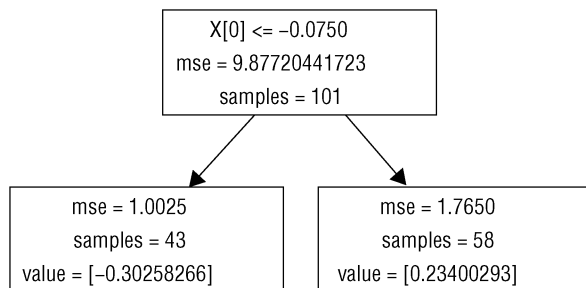 X[0] <= –0.0750
mse = 9.87720441723
samples = 101
mse = 1.0025
samples = 43
value = [–0.30258266]
mse = 1.7650
samples = 58
value = [0.23400293]